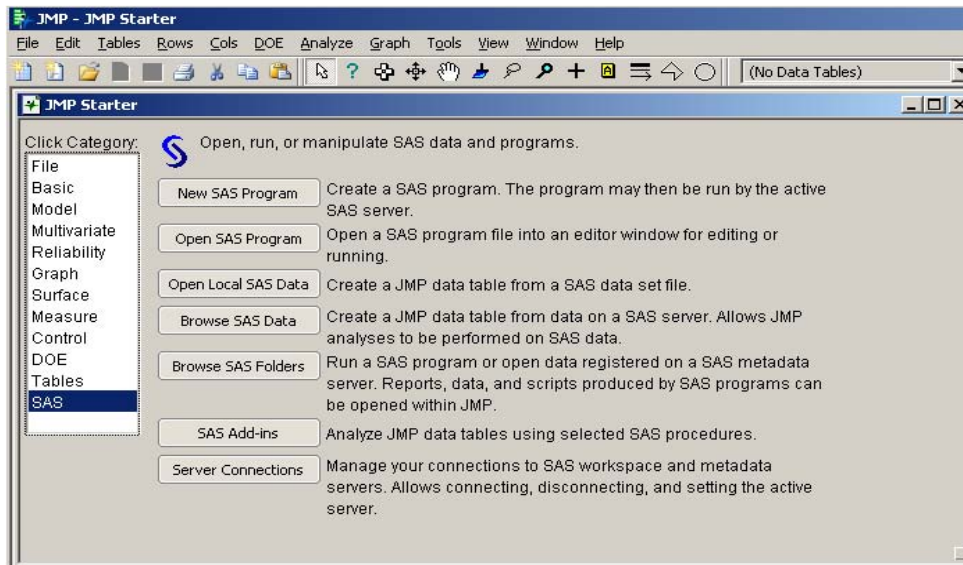 JMP - JMP Starter
File Edit Tables Rows Cols DOE Analyze Graph Tools View Window Help
(No Data Tables)
JMP Starter
Click Category:
File
Basic
Model
Multivariate
Reliability
Graph
Surface
Measure
Control
DOE
Tables
SAS
Open, run, or manipulate SAS data and programs.
New SAS Program
Create a SAS program. The program may then be run by the active
SAS server.
Open SAS Program
Open a SAS program file into an editor window for editing or
running.
Open Local SAS Data
Create a JMP data table from a SAS data set file.
Browse SAS Data
Create a JMP data table from data on a SAS server. Allows JMP
analyses to be performed on SAS data.
Browse SAS Folders
Run a SAS program or open data registered on a SAS metadata
server. Reports, data, and scripts produced by SAS programs can
be opened within JMP.
SAS Add-ins
Analyze JMP data tables using selected SAS procedures.
Server Connections
Manage your connections to SAS workspace and metadata
servers. Allows connecting, disconnecting, and setting the active
server.